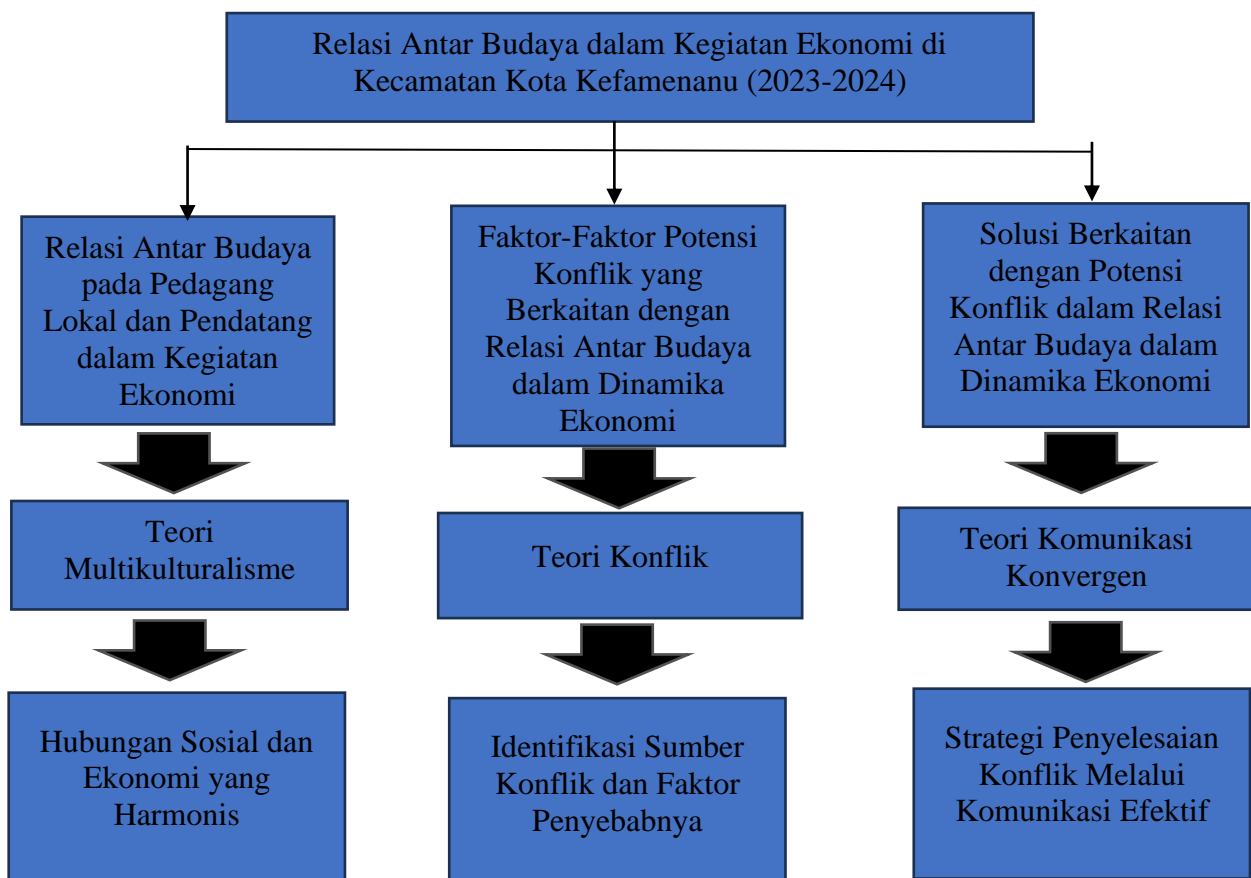 Relasi Antar Budaya dalam Kegiatan Ekonomi di
Kecamatan Kota Kefamenanu (2023-2024)
Relasi Antar Budaya
pada Pedagang
Lokal dan Pendatang
dalam Kegiatan
Ekonomi
Faktor-Faktor Potensi
Konflik yang
Berkaitan dengan
Relasi Antar Budaya
dalam Dinamika
Ekonomi
Solusi Berkaitan
dengan Potensi
Konflik dalam Relasi
Antar Budaya dalam
Dinamika Ekonomi
Teori
Multikulturalisme
Teori Konflik
Teori Komunikasi
Konvergen
Hubungan Sosial dan
Ekonomi yang
Harmonis
Identifikasi Sumber
Konflik dan Faktor
Penyebabnya
Strategi Penyelesaian
Konflik Melalui
Komunikasi Efektif